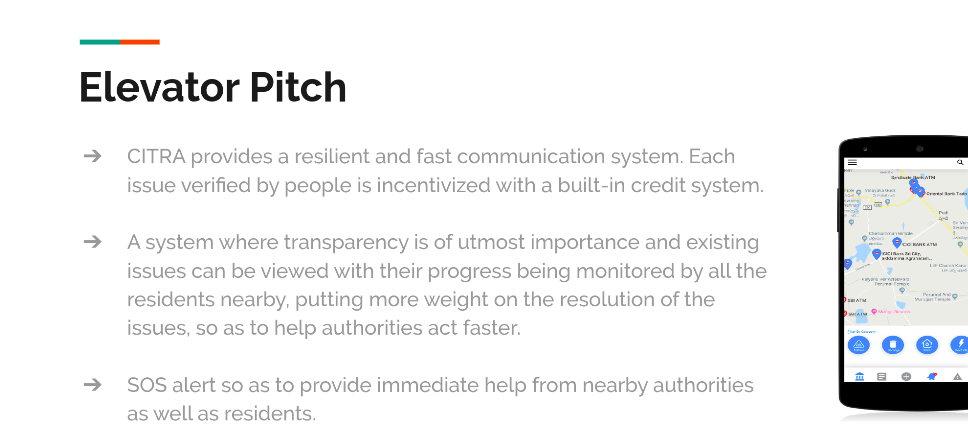 Elevator Pitch
➔ CITRA provides a resilient and fast communication system. Each
issue verified by people is incentivized with a built-in credit system.
➔ A system where transparency is of utmost importance and existing
issues can be viewed with their progress being monitored by all the
residents nearby, putting more weight on the resolution of the
issues, so as to help authorities act faster.
➔ SOS alert so as to provide immediate help from nearby authorities
as well as residents.
Syndicate Bank ATM
Oriental Bank
ICICI BANK ATM
ICICI Bank Sri City,
SBI ATM